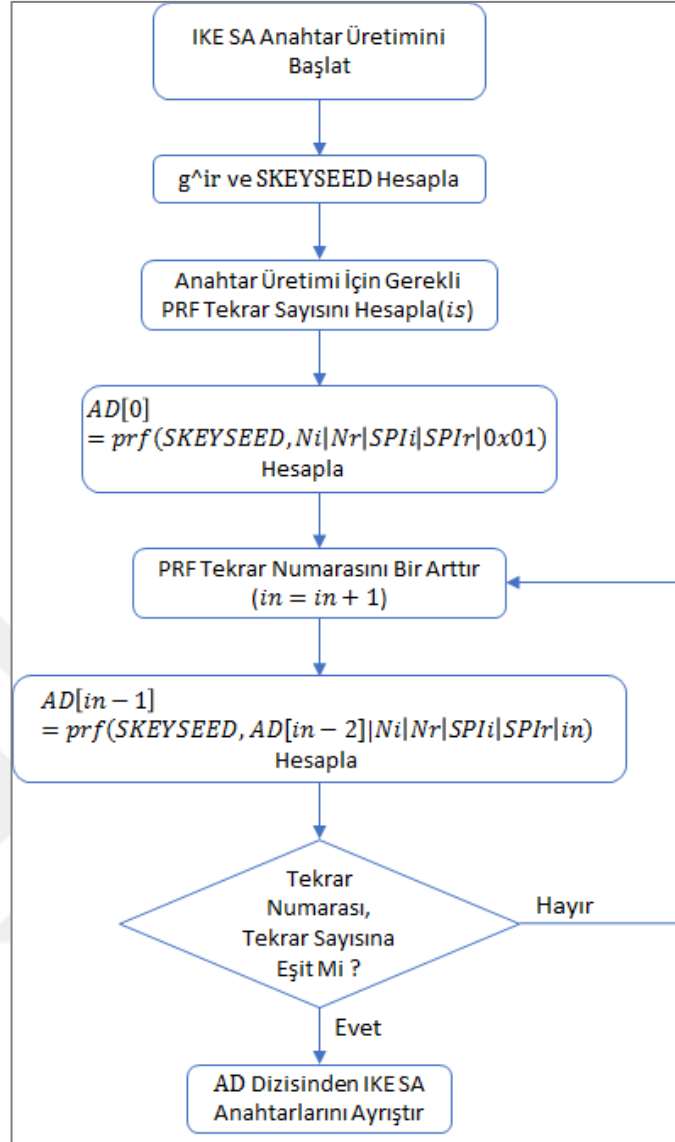 IKE SA Anahtar Üretimini
Başlat
g^ir ve SKEYSEED Hesapla
Anahtar Üretimi İçin Gerekli
PRF Tekrar Sayısını Hesapla(is)
AD[0]
= prf(SKEYSEED, Ni|Nr|SPIi|SPIr|0x01)
Hesapla
PRF Tekrar Numarasını Bir Arttır
(in = in + 1)
AD[in − 1]
= prf(SKEYSEED, AD[in − 2]|Ni|Nr|SPIi|SPIr|in)
Hesapla
Tekrar
Numarası,
Tekrar Sayısına
Eşit Mi ?
Hayır
Evet
AD Dizisinden IKE SA
Anahtarlarını Ayrıştır